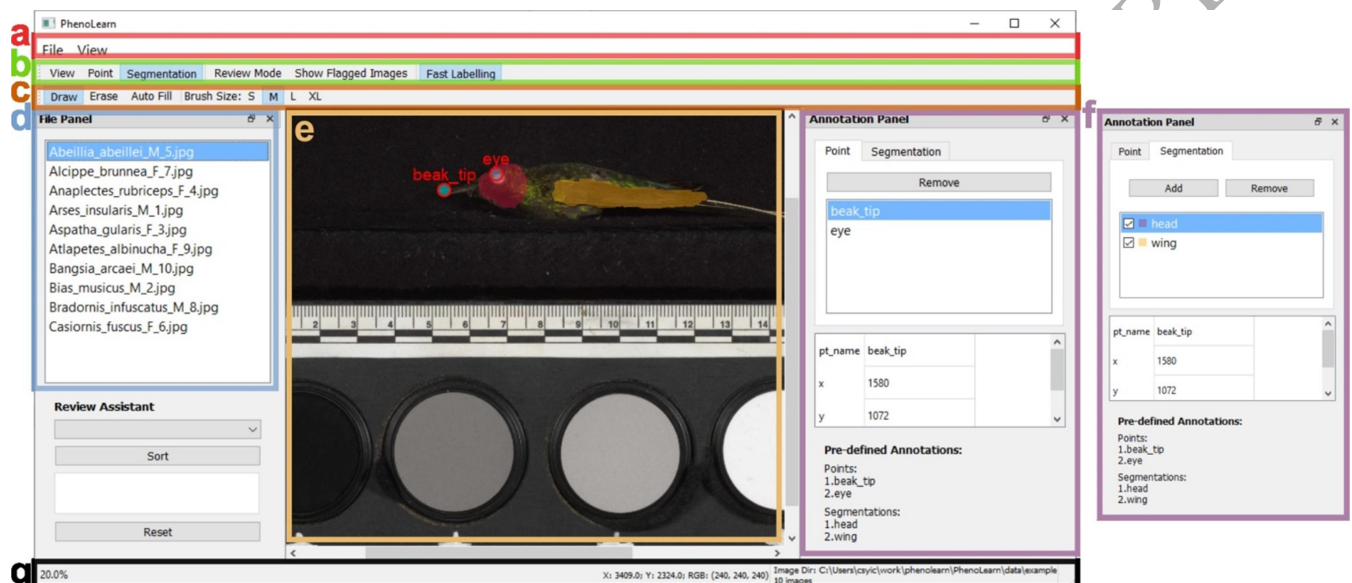 PhenoLearn
a
File View
b
View Point Segmentation Review Mode Show Flagged Images Fast Labelling
c
Draw Erase Auto Fill Brush Size: S M L XL
d
File Panel
Abeillia_abeillei_M_5.jpg
Alcippe_brunnea_F_7.jpg
Anaplectes_rubriceps_F_4.jpg
Arses_insularis_M_1.jpg
Aspatha_gularis_F_3.jpg
Atlapetes_albinucha_F_9.jpg
Bangsia_arcaei_M_10.jpg
Bias_musicus_M_2.jpg
Bradornis_infuscatus_M_8.jpg
Casiornis_fuscus_F_6.jpg
Review Assistant
Sort
Reset
e
eye
beak_tip
2 3 4 5 6 7 8 9 10 11 12 13 14
Annotation Panel
Point Segmentation
Remove
beak_tip
eye
pt_name beak_tip
x 1580
y 1072
Pre-defined Annotations:
Points:
1.beak_tip
2.eye
Segmentations:
1.head
2.wing
f
Annotation Panel
Point Segmentation
Add Remove
head
wing
pt_name beak_tip
x 1580
y 1072
Pre-defined Annotations:
Points:
1.beak_tip
2.eye
Segmentations:
1.head
2.wing
g
20.0%
X: 3409.0; Y: 2324.0; RGB: (240, 240, 240)
Image Dir: C:\Users\csyic\work\phenolearn\PhenoLearn\data\example
10 images